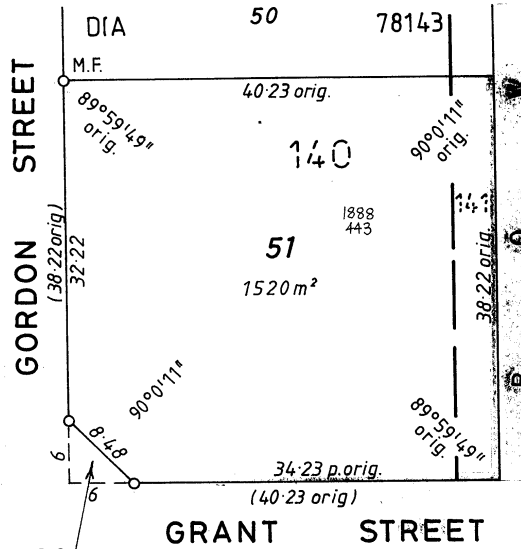 DIA
50
78143
M.F.
40·23 orig.
89°59'49"
orig.
90°0'11"
orig.
GORDON STREET
140
1888
443
141
(38·22 orig)
32·22
51
1520 m²
38·22 orig.
90°0'11"
8·48
6
6
89°59'49"
orig.
34·23 p.orig.
(40·23 orig)
GRANT STREET